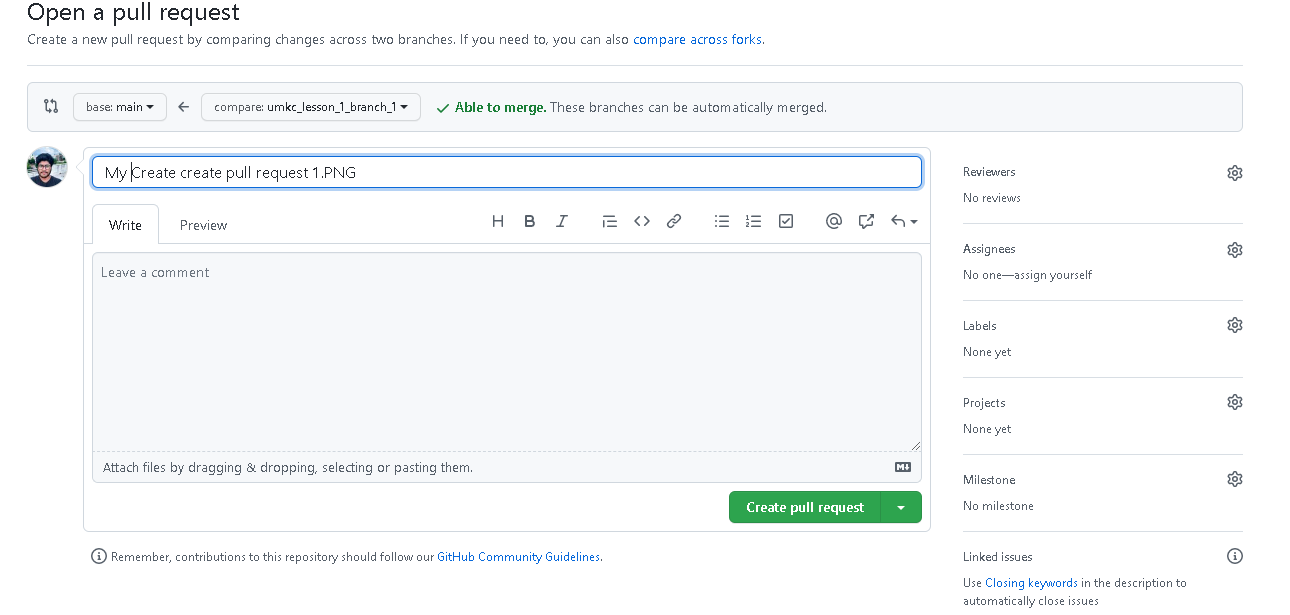 Open a pull request
Create a new pull request by comparing changes across two branches. If you need to, you can also compare across forks.
base: main
compare: umkc_lesson_1_branch_1
Able to merge. These branches can be automatically merged.
My Create create pull request 1.PNG
Write
Preview
H B I
Leave a comment
Attach files by dragging & dropping, selecting or pasting them.
Create pull request
Remember, contributions to this repository should follow our GitHub Community Guidelines.
Reviewers
No reviews
Assignees
No one—assign yourself
Labels
None yet
Projects
None yet
Milestone
No milestone
Linked issues
Use Closing keywords in the description to
automatically close issues